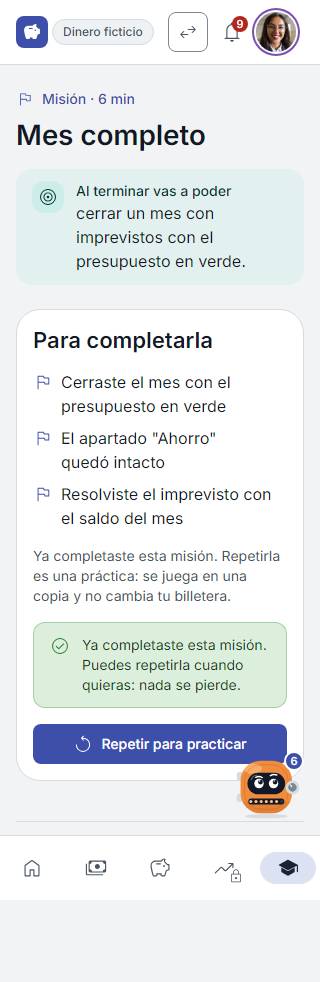 Dinero ficticio
9
Misión · 6 min
Mes completo
Al terminar vas a poder
cerrar un mes con
imprevistos con el
presupuesto en verde.
Para completarla
Cerraste el mes con el
presupuesto en verde
El apartado "Ahorro"
quedó intacto
Resolviste el imprevisto con
el saldo del mes
Ya completaste esta misión. Repetirla
es una práctica: se juega en una
copia y no cambia tu billetera.
Ya completaste esta misión.
Puedes repetirla cuando
quieras: nada se pierde.
Repetir para practicar
6